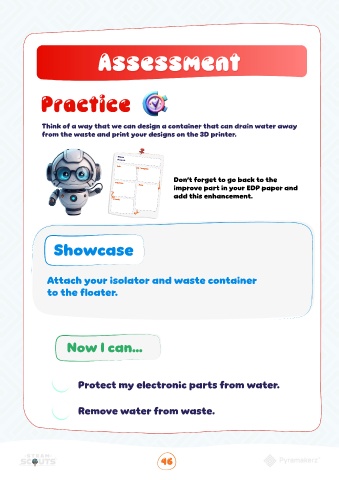 Assessment
Practice
Think of a way that we can design a container that can drain water away
from the waste and print your designs on the 3D printer.
Don't forget to go back to the
improve part in your EDP paper and
add this enhancement.
Showcase
Attach your isolator and waste container
to the floater.
Now I can...
Protect my electronic parts from water.
Remove water from waste.
OCEAN
SCOUTS
46
Pyramakerz